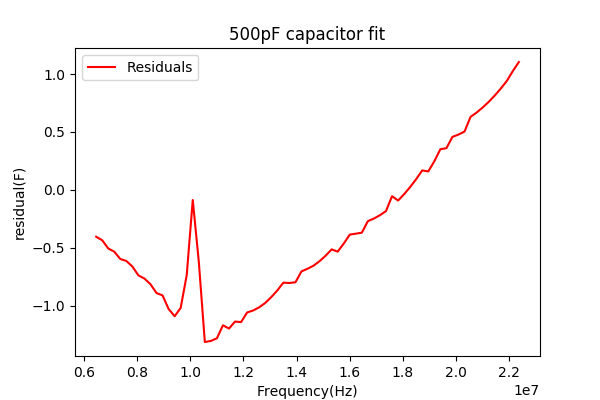 500pF capacitor fit
Residuals
1.0
0.5
0.0
−0.5
−1.0
residual(F)
0.6 0.8 1.0 1.2 1.4 1.6 1.8 2.0 2.2
1e7
Frequency(Hz)